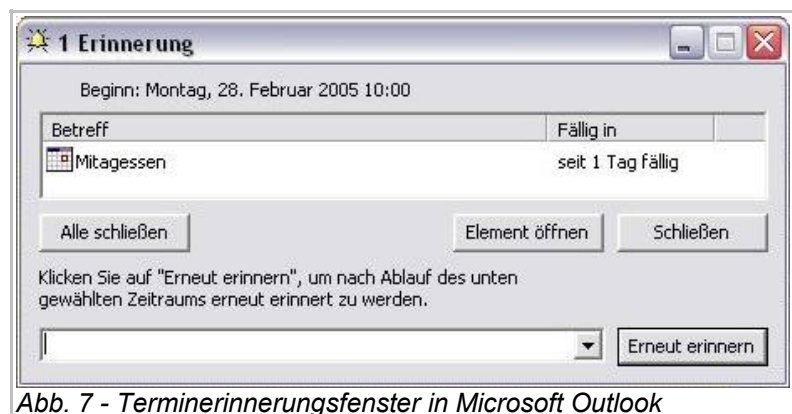 1 Erinnerung
Beginn: Montag, 28. Februar 2005 10:00
Betreff Fällig in
Mitagessen seit 1 Tag fällig
Alle schließen Element öffnen Schließen
Klicken Sie auf "Erneut erinnern", um nach Ablauf des unten
gewählten Zeitraums erneut erinnert zu werden.
Erneut erinnern
Abb. 7 - Terminerinnerungsfenster in Microsoft Outlook